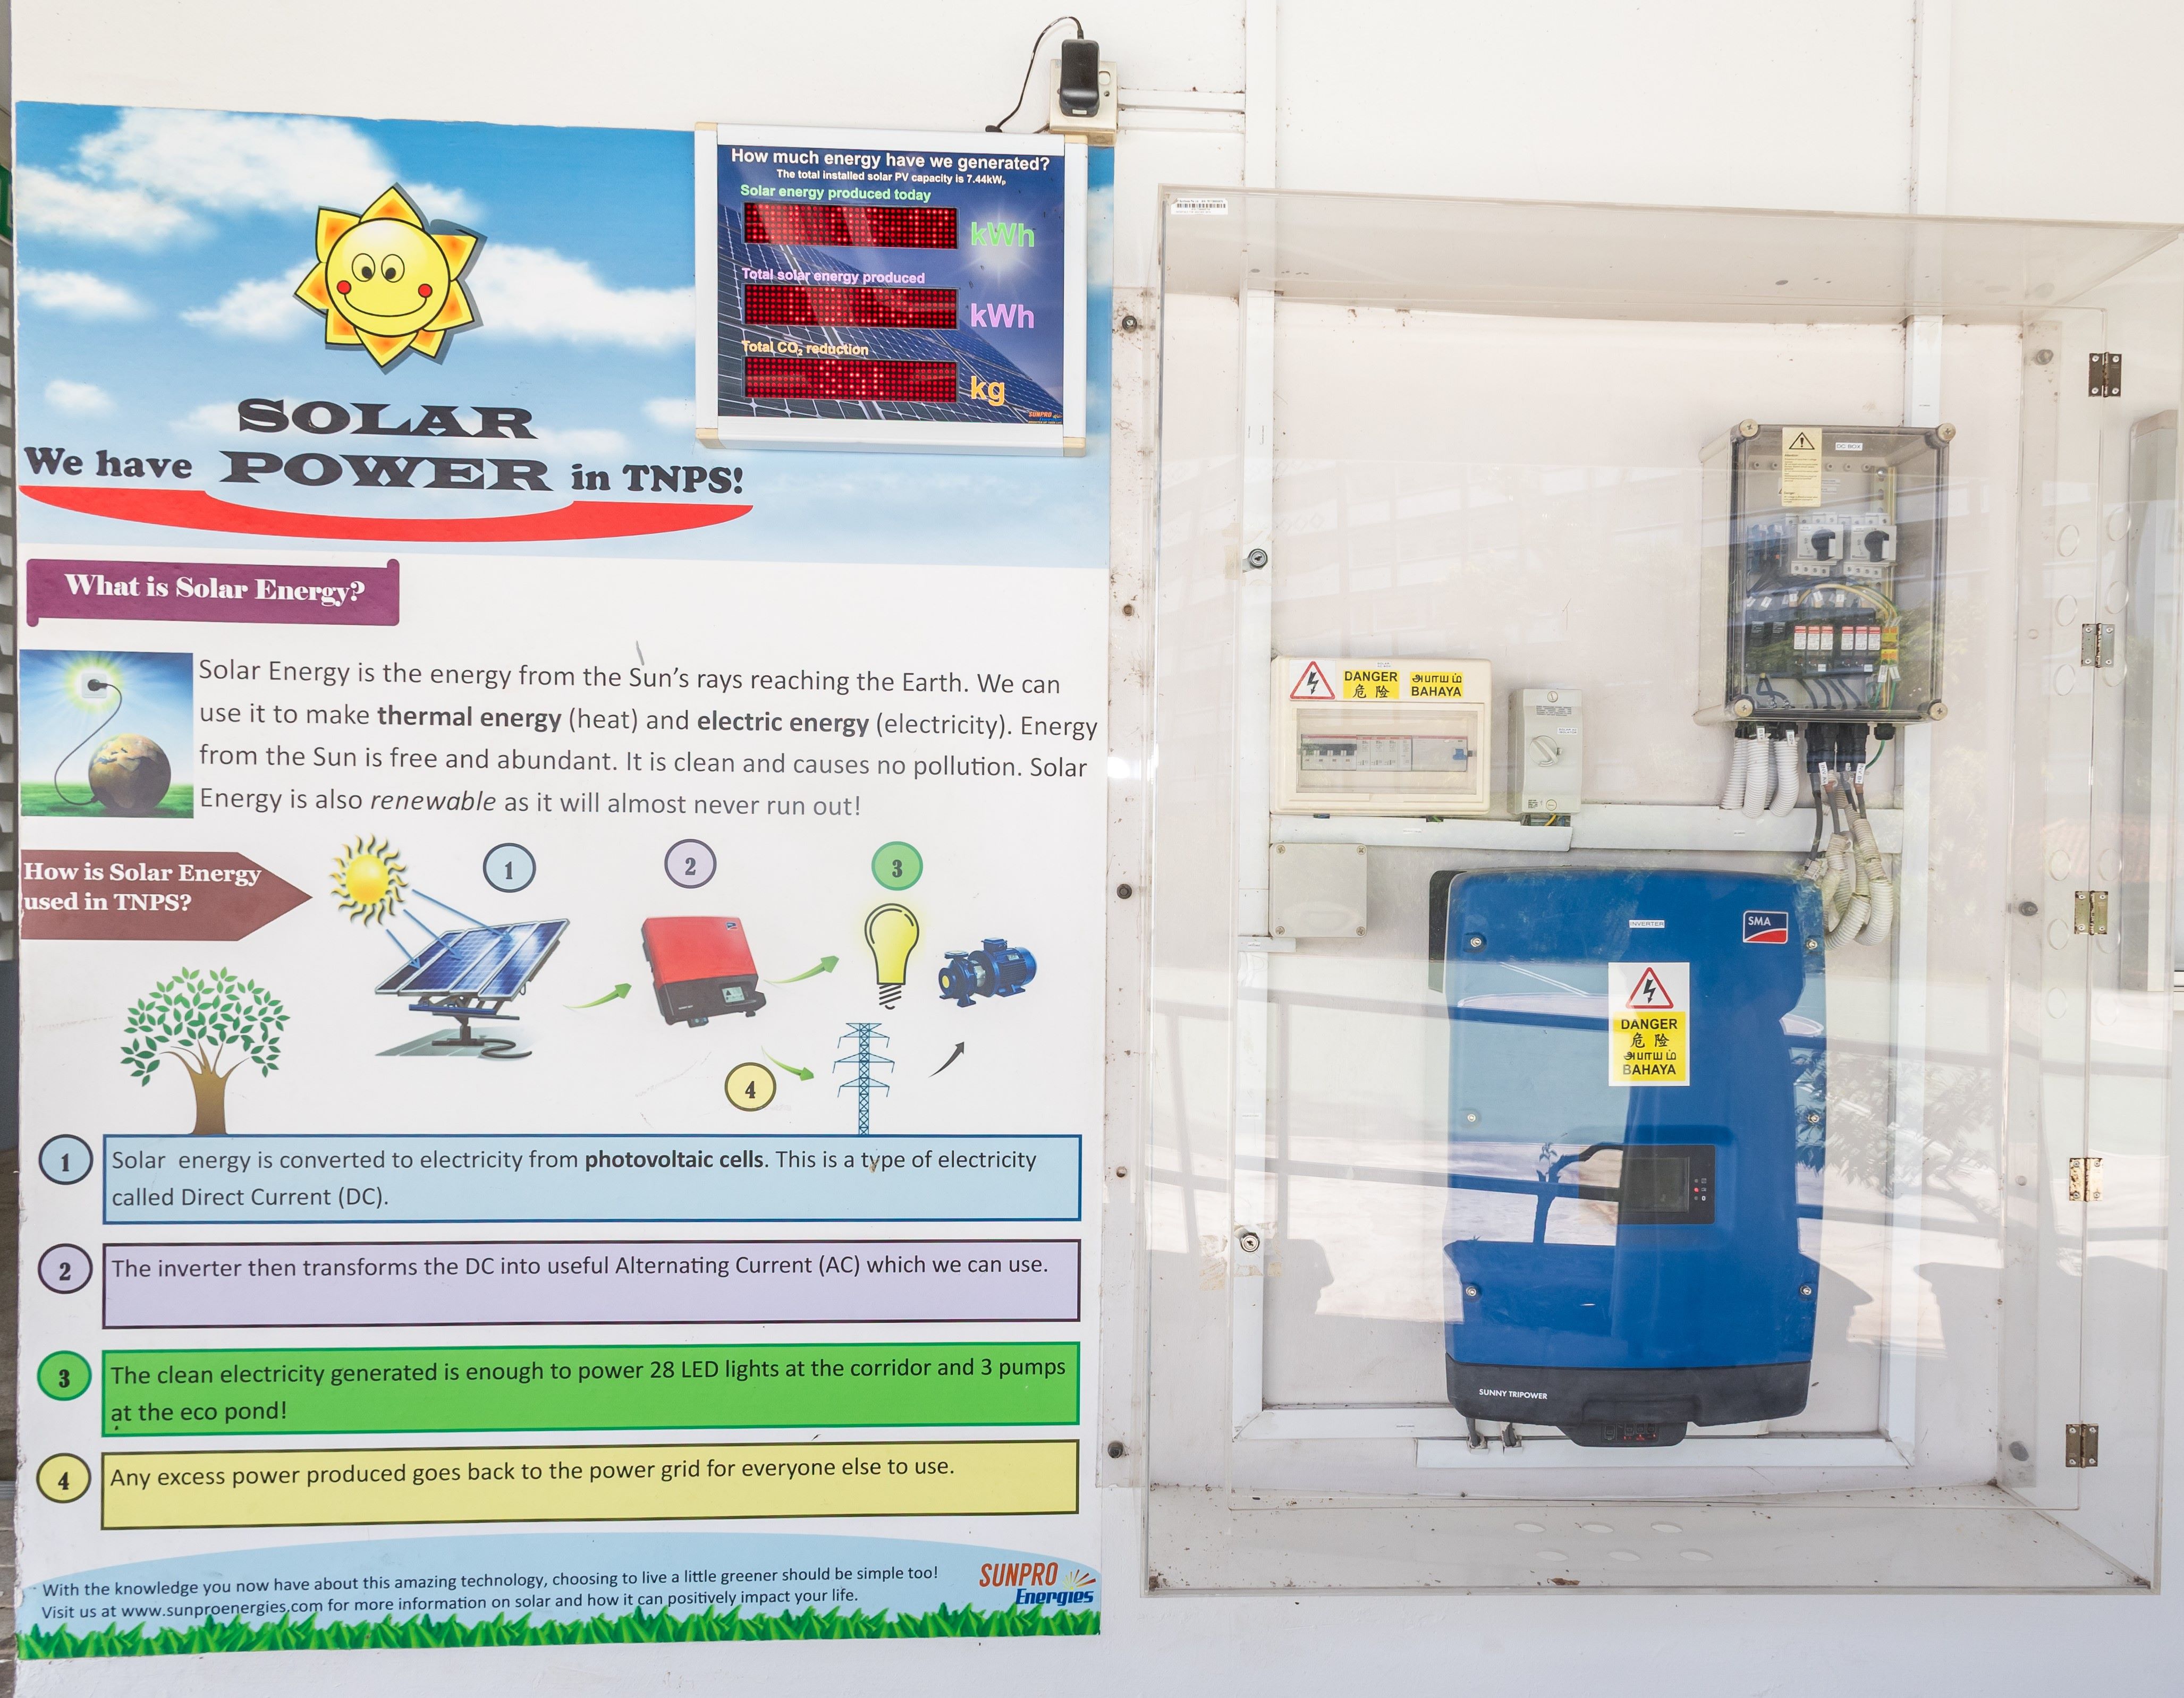 How much energy have we generated?
The total installed solar PV capacity is 7.44kWp
Solar energy produced today
kWh
Total solar energy produced
kWh
Total CO2 reduction
kg
SUNPRO
SOLAR
We have POWER in TNPS!
What is Solar Energy?
Solar Energy is the energy from the Sun's rays reaching the Earth. We can
use it to make thermal energy (heat) and electric energy (electricity). Energy
from the Sun is free and abundant. It is clean and causes no pollution. Solar
Energy is also renewable as it will almost never run out!
How is Solar Energy
used in TNPS?
1
2
3
4
1
Solar energy is converted to electricity from photovoltaic cells. This is a type of electricity
called Direct Current (DC).
2
The inverter then transforms the DC into useful Alternating Current (AC) which we can use.
3
The clean electricity generated is enough to power 28 LED lights at the corridor and 3 pumps
at the eco pond!
4
Any excess power produced goes back to the power grid for everyone else to use.
With the knowledge you now have about this amazing technology, choosing to live a little greener should be simple too!
Visit us at www.sunproenergies.com for more information on solar and how it can positively impact your life.
SUNPRO
Energies
DC BOX
DANGER
危 险
அபாயம்
BAHAYA
INVERTER
SMA
DANGER
危 险
அபாயம்
BAHAYA
SUNNY TRIPOWER